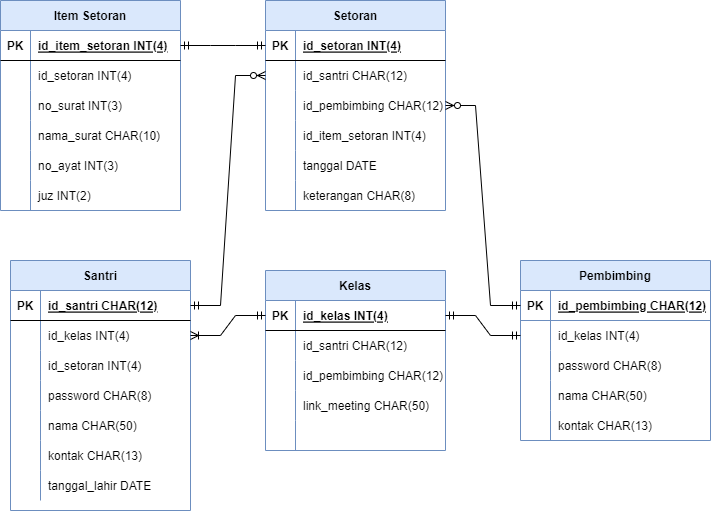 Item Setoran
PK id_item_setoran INT(4)
id_setoran INT(4)
no_surat INT(3)
nama_surat CHAR(10)
no_ayat INT(3)
juz INT(2)
Setoran
PK id_setoran INT(4)
id_santri CHAR(12)
id_pembimbing CHAR(12)
id_item_setoran INT(4)
tanggal DATE
keterangan CHAR(8)
Santri
PK id_santri CHAR(12)
id_kelas INT(4)
id_setoran INT(4)
password CHAR(8)
nama CHAR(50)
kontak CHAR(13)
tanggal_lahir DATE
Kelas
PK id_kelas INT(4)
id_santri CHAR(12)
id_pembimbing CHAR(12)
link_meeting CHAR(50)
Pembimbing
PK id_pembimbing CHAR(12)
id_kelas INT(4)
password CHAR(8)
nama CHAR(50)
kontak CHAR(13)